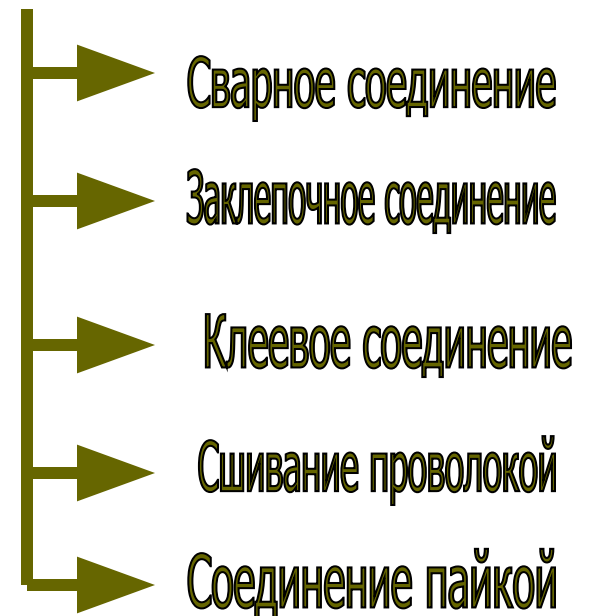 Сварное соединение
Заклепочное соединение
Клеевое соединение
Сшивание проволокой
Соединение пайкой